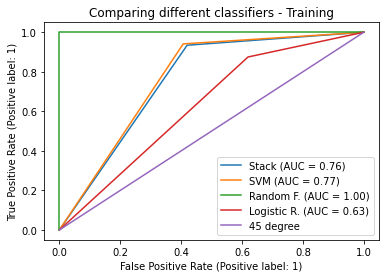 Comparing different classifiers - Training
True Positive Rate (Positive label: 1)
1.0
0.8
0.6
0.4
0.2
0.0
Stack (AUC = 0.76)
SVM (AUC = 0.77)
Random F. (AUC = 1.00)
Logistic R. (AUC = 0.63)
45 degree
0.0 0.2 0.4 0.6 0.8 1.0
False Positive Rate (Positive label: 1)